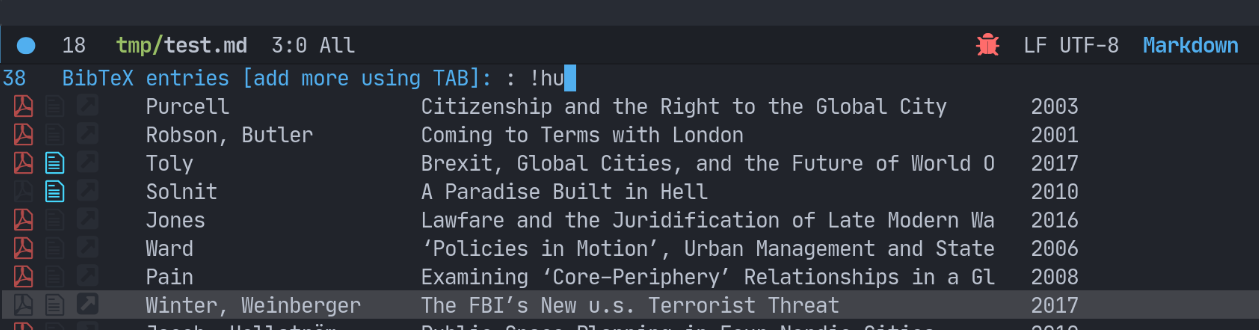 18 tmp/test.md 3:0 All LF UTF-8 Markdown
38 BibTeX entries [add more using TAB]: : !hu
Purcell Citizenship and the Right to the Global City 2003
Robson, Butler Coming to Terms with London 2001
Toly Brexit, Global Cities, and the Future of World O 2017
Solnit A Paradise Built in Hell 2010
Jones Lawfare and the Juridification of Late Modern Wa 2016
Ward ‘Policies in Motion’, Urban Management and State 2006
Pain Examining ‘Core-Periphery’ Relationships in a Gl 2008
Winter, Weinberger The FBI’s New u.s. Terrorist Threat 2017